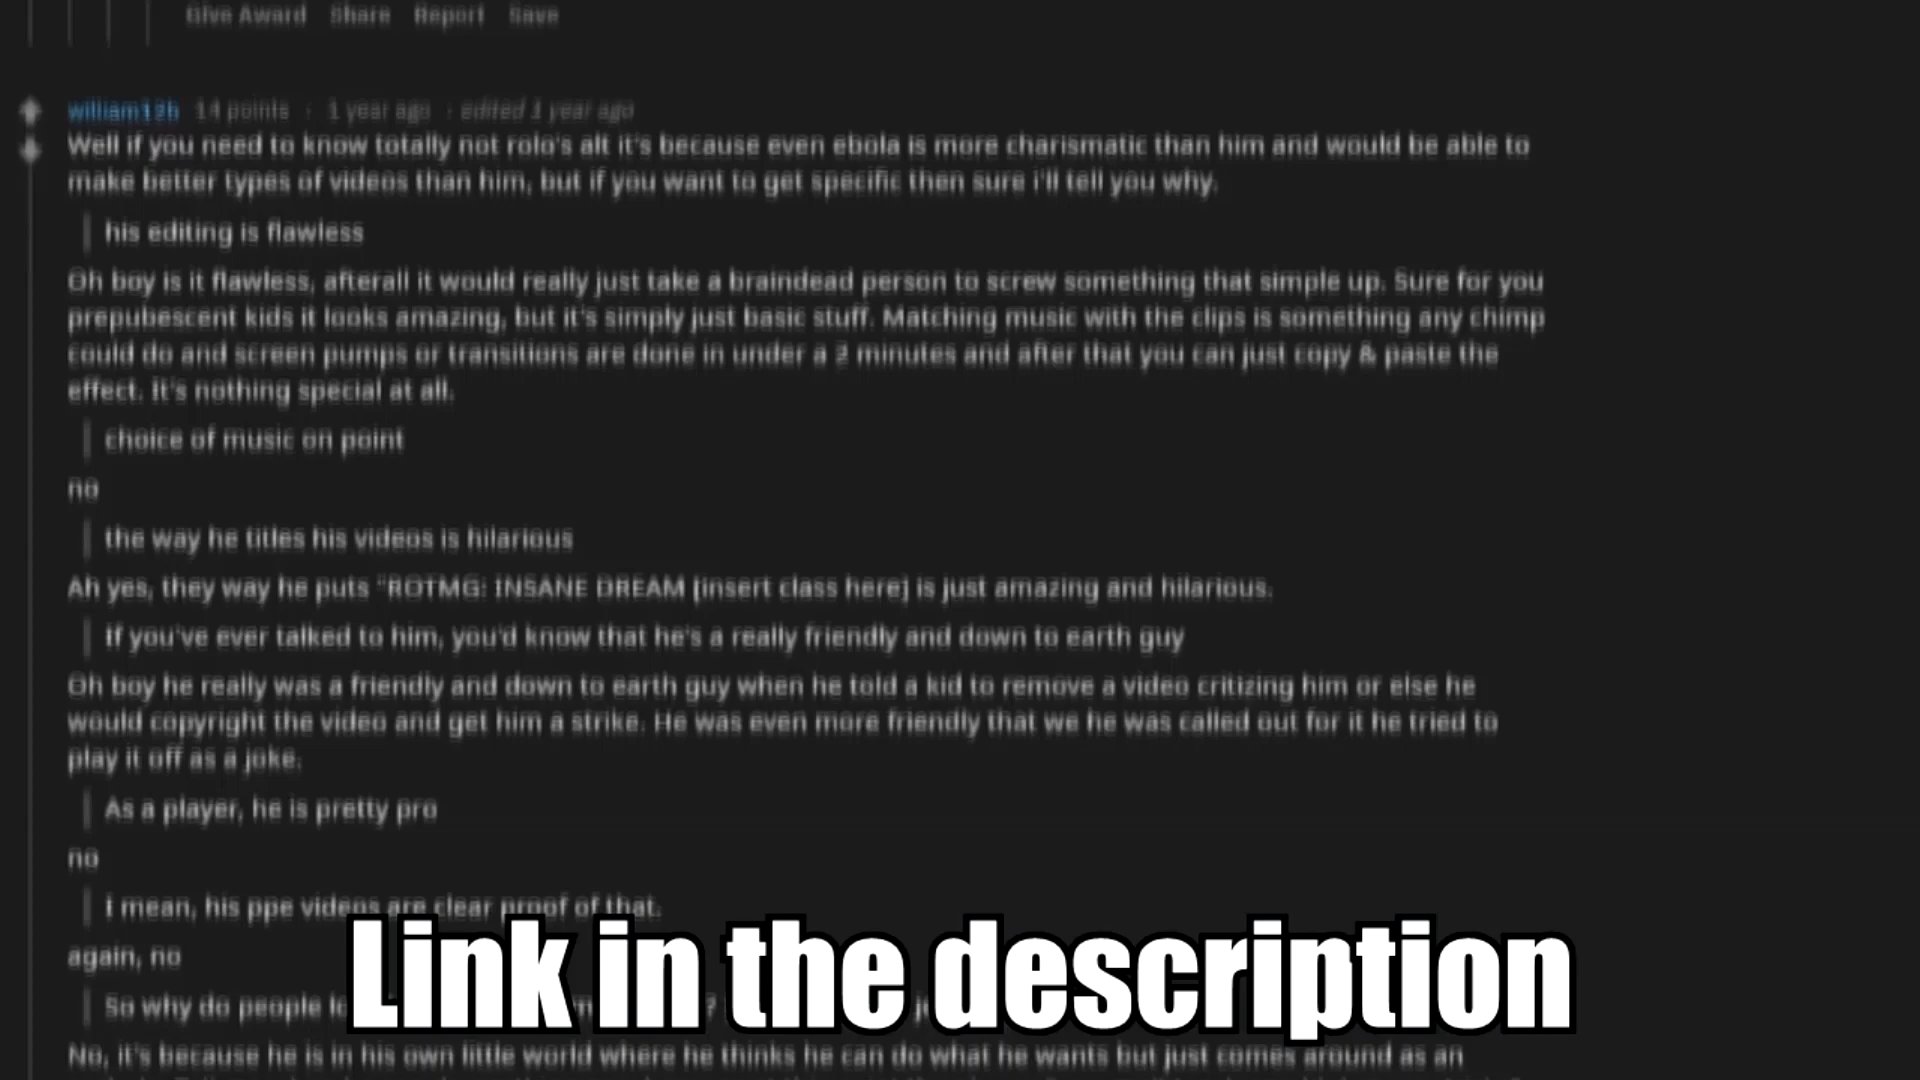 Give Award Share Report Save
william12h 14 points · 1 year ago · edited 1 year ago
Well if you need to know totally not rolo's alt it's because even ebola is more charismatic than him and would be able to
make better types of videos than him, but if you want to get specific then sure i'll tell you why.
his editing is flawless
Oh boy is it flawless, afterall it would really just take a braindead person to screw something that simple up. Sure for you
prepubescent kids it looks amazing, but it's simply just basic stuff. Matching music with the clips is something any chimp
could do and screen pumps or transitions are done in under a 2 minutes and after that you can just copy & paste the
effect. It's nothing special at all.
choice of music on point
no
the way he titles his videos is hilarious
Ah yes, they way he puts "ROTMG: INSANE DREAM [insert class here] is just amazing and hilarious.
If you've ever talked to him, you'd know that he's a really friendly and down to earth guy
Oh boy he really was a friendly and down to earth guy when he told a kid to remove a video critizing him or else he
would copyright the video and get him a strike. He was even more friendly that we he was called out for it he tried to
play it off as a joke.
As a player, he is pretty pro
no
I mean, his ppe videos are clear proof of that.
again, no
So why do people
Link in the description
No, it's because he is in his own little world where he thinks he can do what he wants but just comes around as an